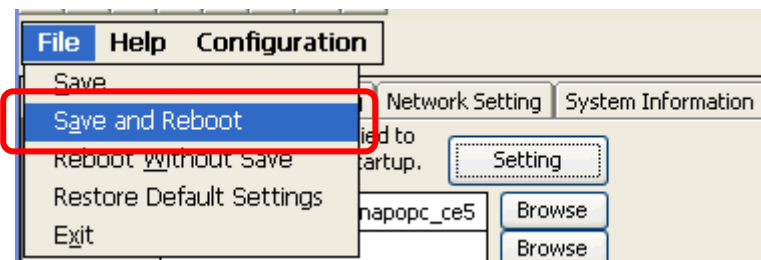 File Help Configuration
Save
Network Setting System Information
Save and Reboot
ied to
Reboot Without Save
tartup. Setting
Restore Default Settings
napopc_ce5 Browse
Exit
Browse